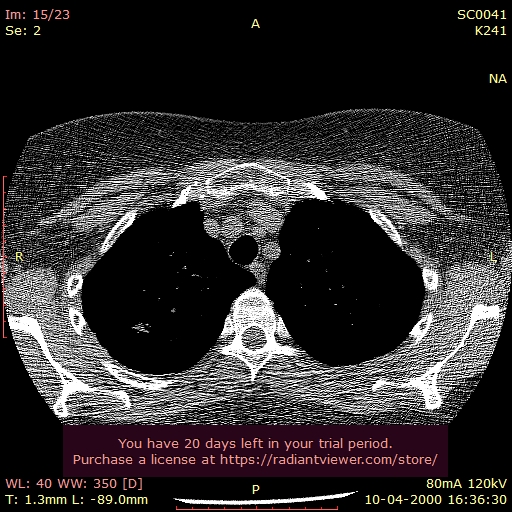 Im: 15/23
Se: 2
A
SC0041
K241
NA
R
L
You have 20 days left in your trial period.
Purchase a license at https://radiantviewer.com/store/
WL: 40 WW: 350 [D]
T: 1.3mm L: -89.0mm
P
80mA 120kV
10-04-2000 16:36:30